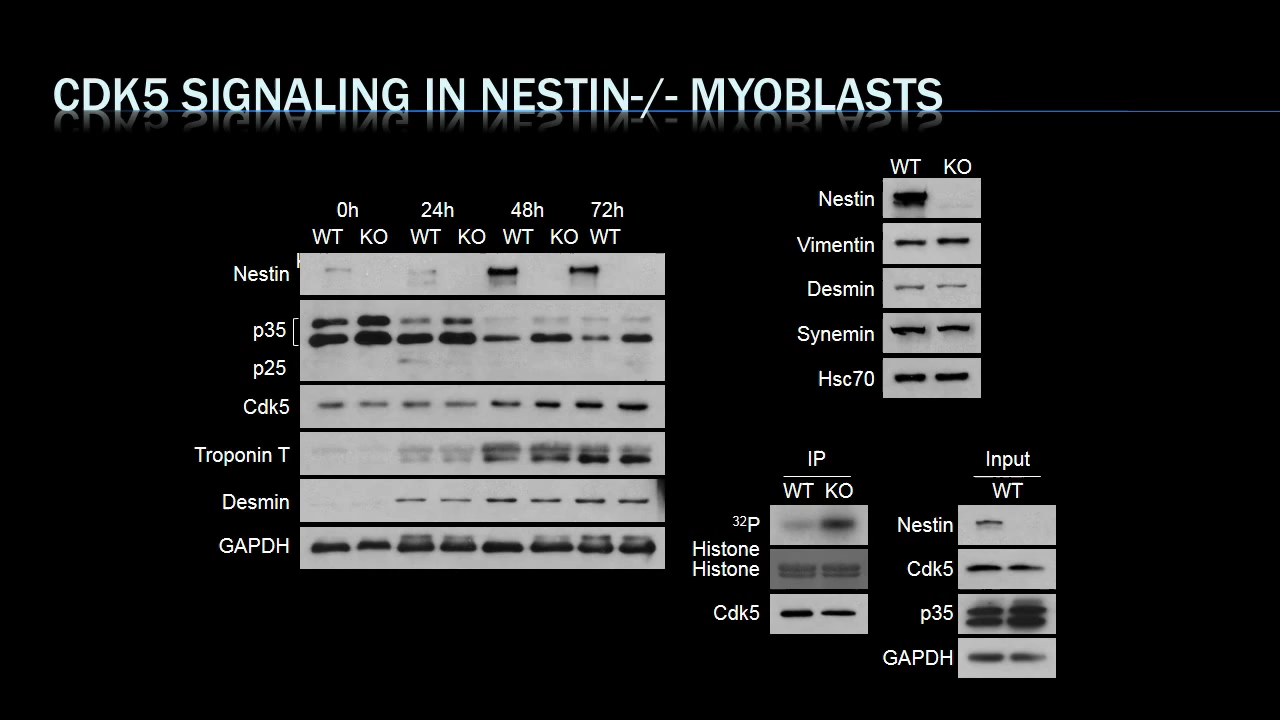 CDK5 SIGNALING IN NESTIN-/- MYOBLASTS
0h 24h 48h 72h
WT KO WT KO WT KO WT
Nestin
p35
p25
Cdk5
Troponin T
Desmin
GAPDH
WT KO
Nestin
Vimentin
Desmin
Synemin
Hsc70
IP
WT KO
32P
Histone
Histone
Cdk5
Input
WT
Nestin
Cdk5
p35
GAPDH